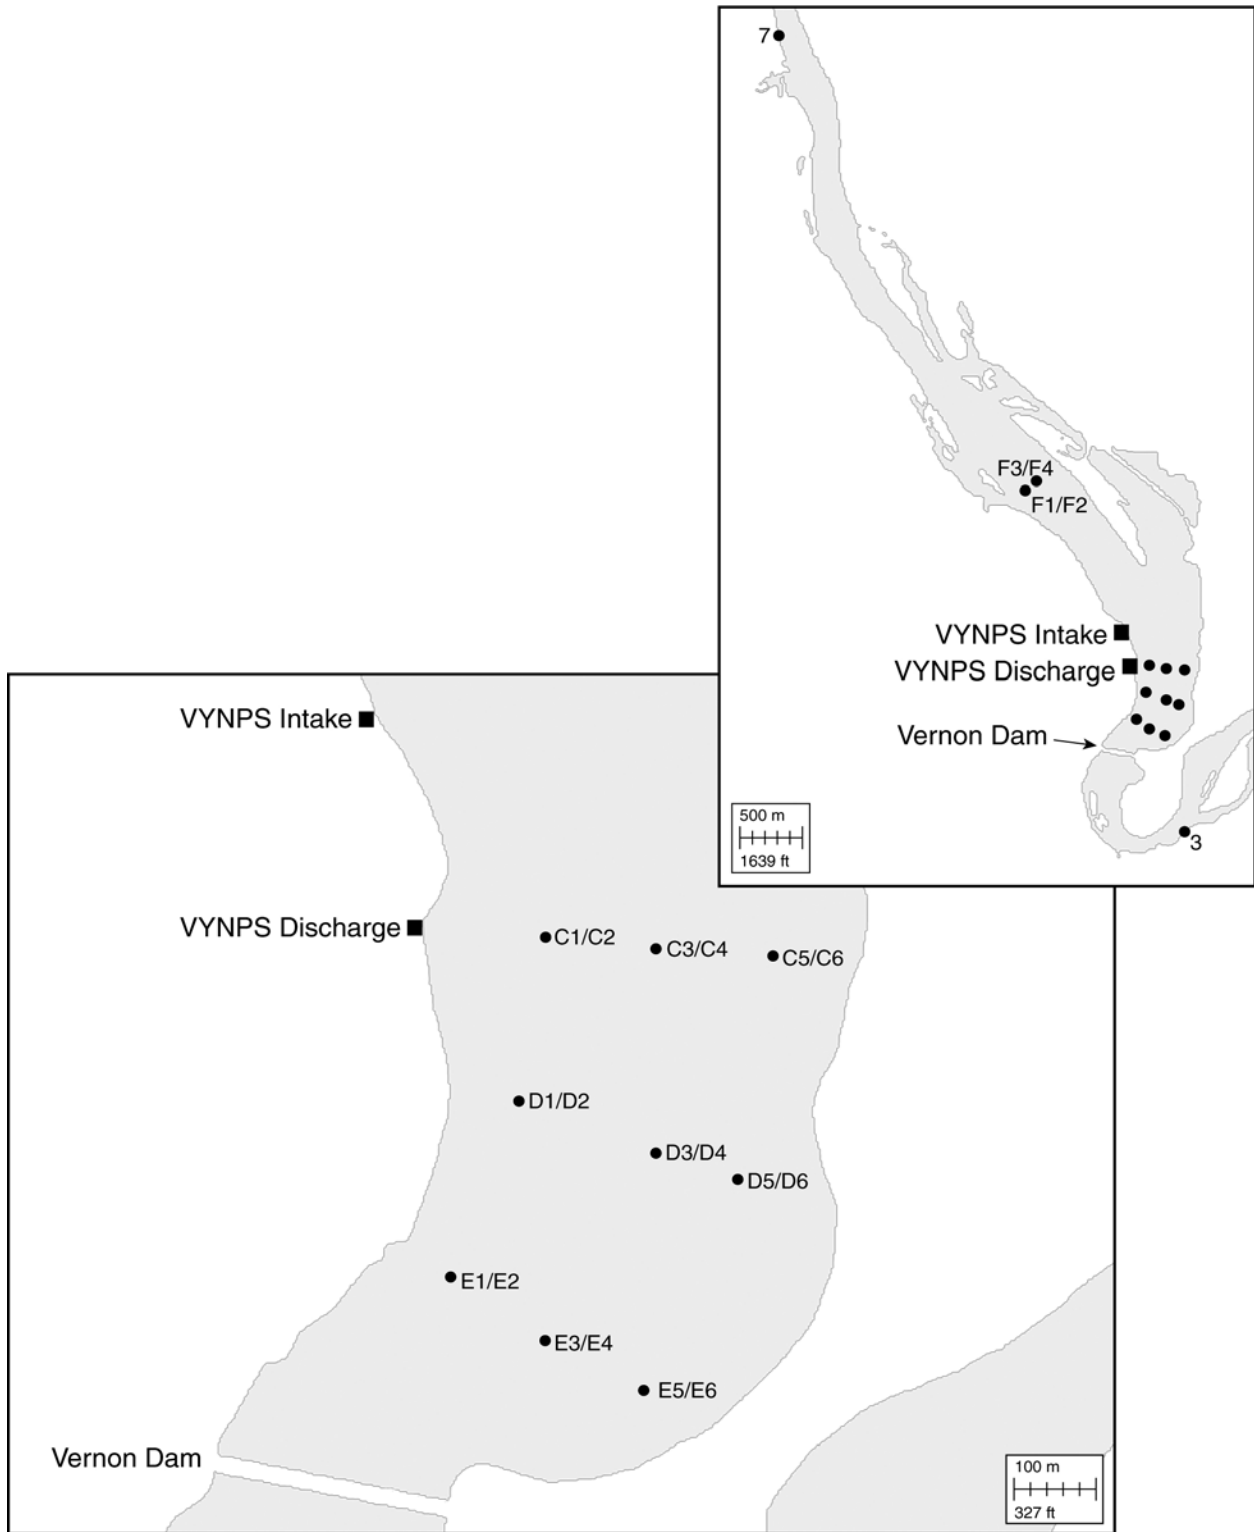 7
F3/F4
F1/F2
VYNPS Intake
VYNPS Discharge
Vernon Dam
500 m
1639 ft
3
VYNPS Intake
VYNPS Discharge
C1/C2
C3/C4
C5/C6
D1/D2
D3/D4
D5/D6
E1/E2
E3/E4
E5/E6
Vernon Dam
100 m
327 ft